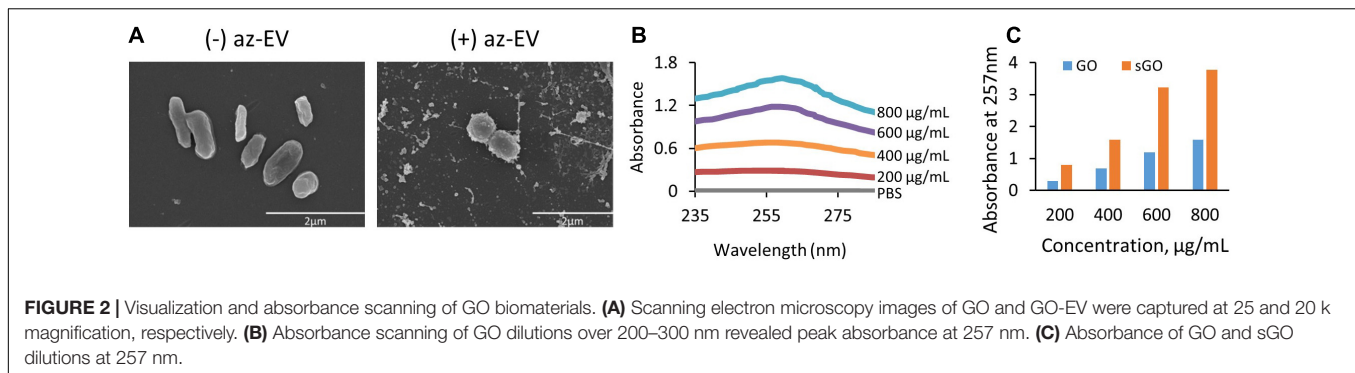 A
(-) az-EV
(+) az-EV
2μm
2μm
B
Absorbance
1.8
1.2
0.6
0
235
255
275
Wavelength (nm)
800 μg/mL
600 μg/mL
400 μg/mL
200 μg/mL
PBS
C
Absorbance at 257nm
4
3
2
1
0
GO
sGO
200
400
600
800
Concentration, μg/mL
FIGURE 2 | Visualization and absorbance scanning of GO biomaterials. (A) Scanning electron microscopy images of GO and GO-EV were captured at 25 and 20 k
magnification, respectively. (B) Absorbance scanning of GO dilutions over 200–300 nm revealed peak absorbance at 257 nm. (C) Absorbance of GO and sGO
dilutions at 257 nm.